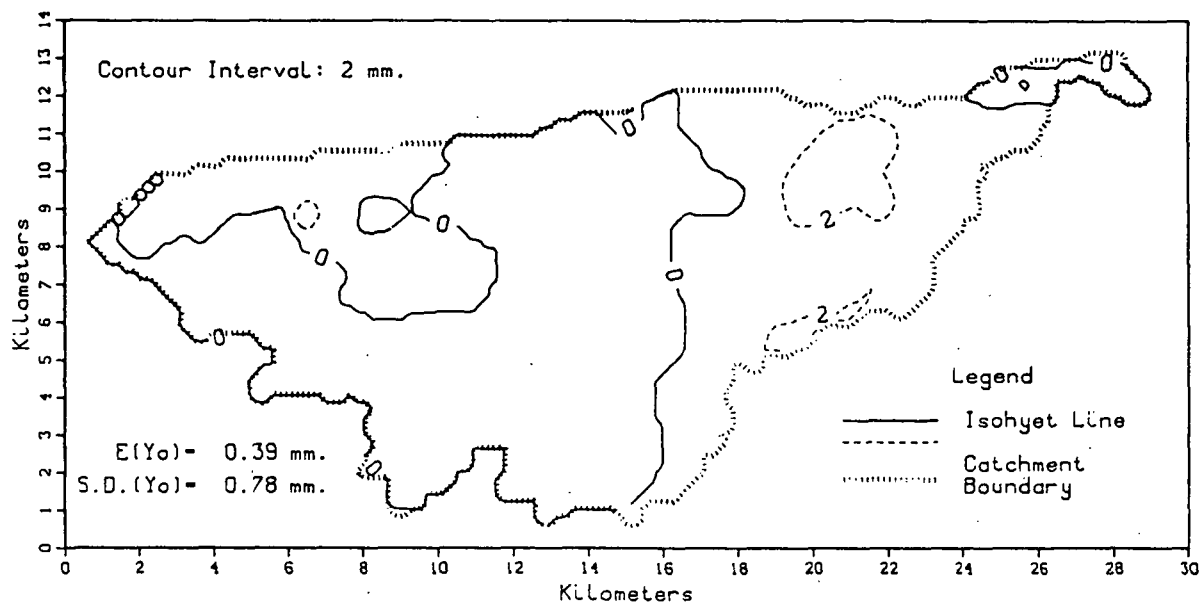 Contour Interval: 2 mm.
E(Yo)= 0.39 mm.
S.D.(Yo)= 0.78 mm.
Legend
Isohyet Line
Catchment
Boundary
0
0
0
0
0
0
0
0
0
2
2
Kilometers
14
13
12
11
10
9
8
7
6
5
4
3
2
1
0
0 2 4 6 8 10 12 14 16 18 20 22 24 26 28 30
Kilometers